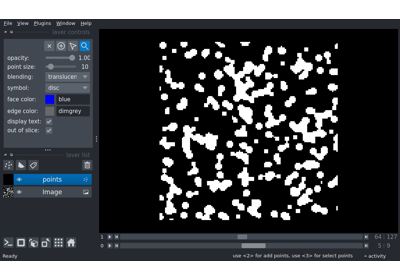 File View Plugins Window Help
layer controls
opacity: 1.00
point size: 10
blending: translucen
symbol: disc
face color: blue
edge color: dimgrey
display text:
out of slice:
layer list
points
Image
1 64 127
0 5 9
Ready use <2> for add points, use <3> for select points activity